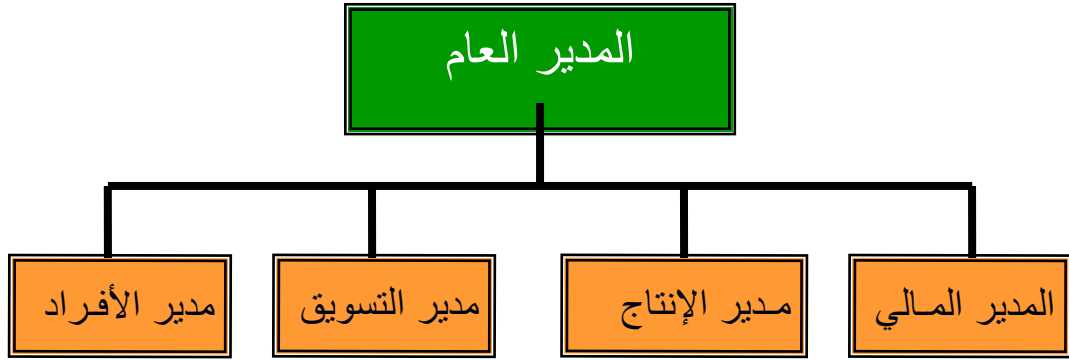 المدير العام
المدير المـالي
مـدير الإنتاج
مدير التسويق
مدير الأفـراد